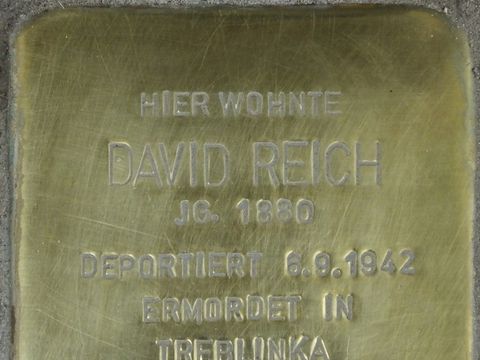 HIER WOHNTE
DAVID REICH
JG. 1880
DEPORTIERT 6.9.1942
ERMORDET IN
TREBLINKA